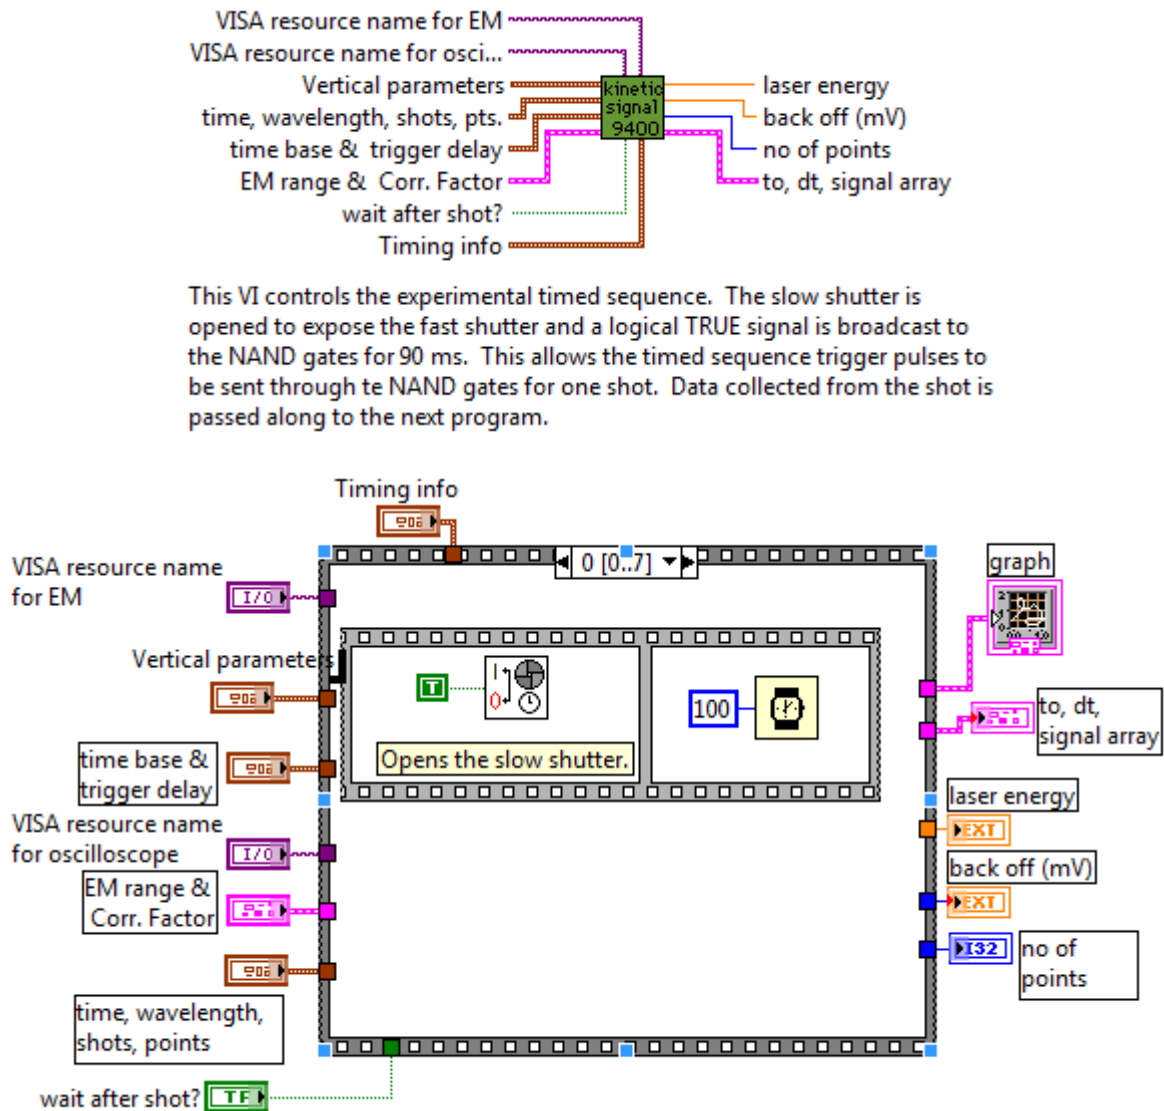 VISA resource name for EM
VISA resource name for osci...
Vertical parameters
time, wavelength, shots, pts.
time base & trigger delay
EM range & Corr. Factor
wait after shot?
Timing info
kinetic
signal
9400
laser energy
back off (mV)
no of points
to, dt, signal array
This VI controls the experimental timed sequence. The slow shutter is
opened to expose the fast shutter and a logical TRUE signal is broadcast to
the NAND gates for 90 ms. This allows the timed sequence trigger pulses to
be sent through te NAND gates for one shot. Data collected from the shot is
passed along to the next program.
Timing info
0 [0..7]
VISA resource name
for EM
I/O
Vertical parameters
time base &
trigger delay
VISA resource name
for oscilloscope
I/O
EM range &
Corr. Factor
time, wavelength,
shots, points
wait after shot?
TF
T
1
0
Opens the slow shutter.
100
graph
to, dt,
signal array
laser energy
EXT
back off (mV)
EXT
I32
no of
points